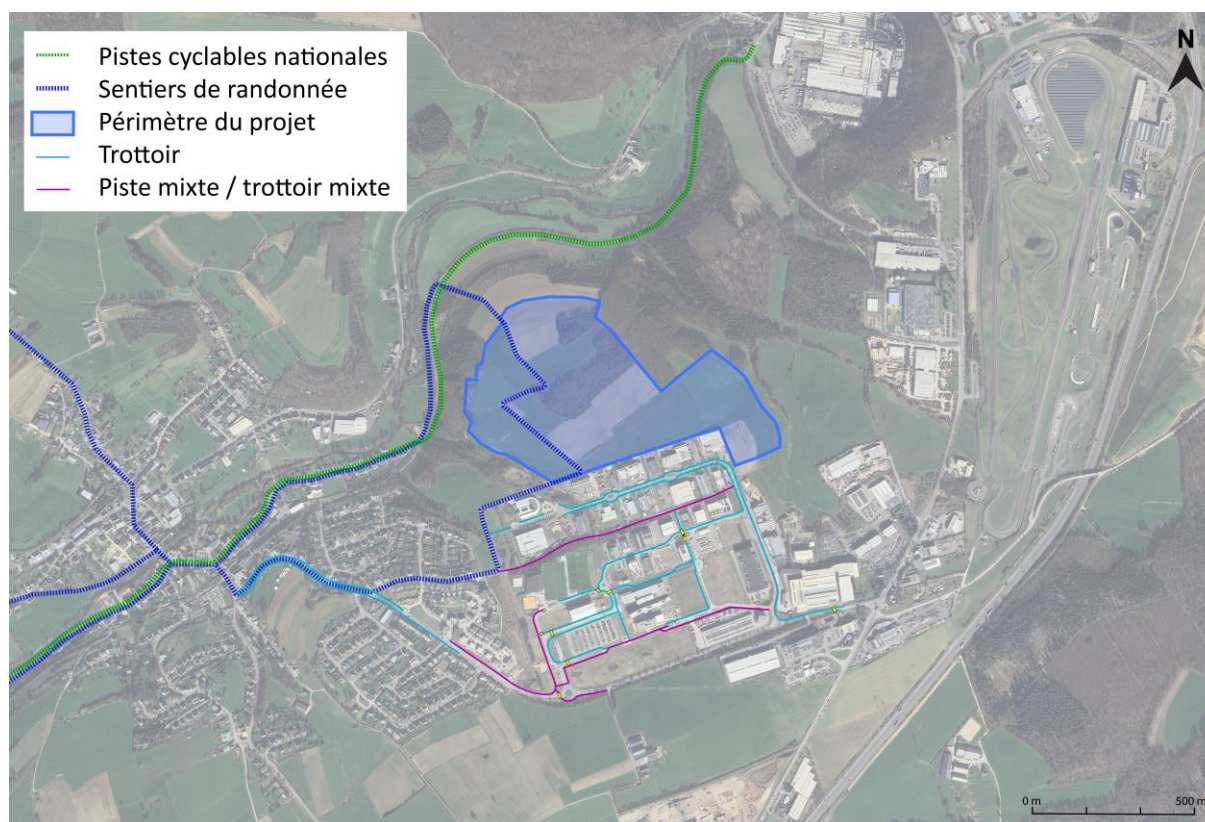 Pistes cyclables nationales
Sentiers de randonnée
Périmètre du projet
Trottoir
Piste mixte / trottoir mixte
N
0 m
500 m